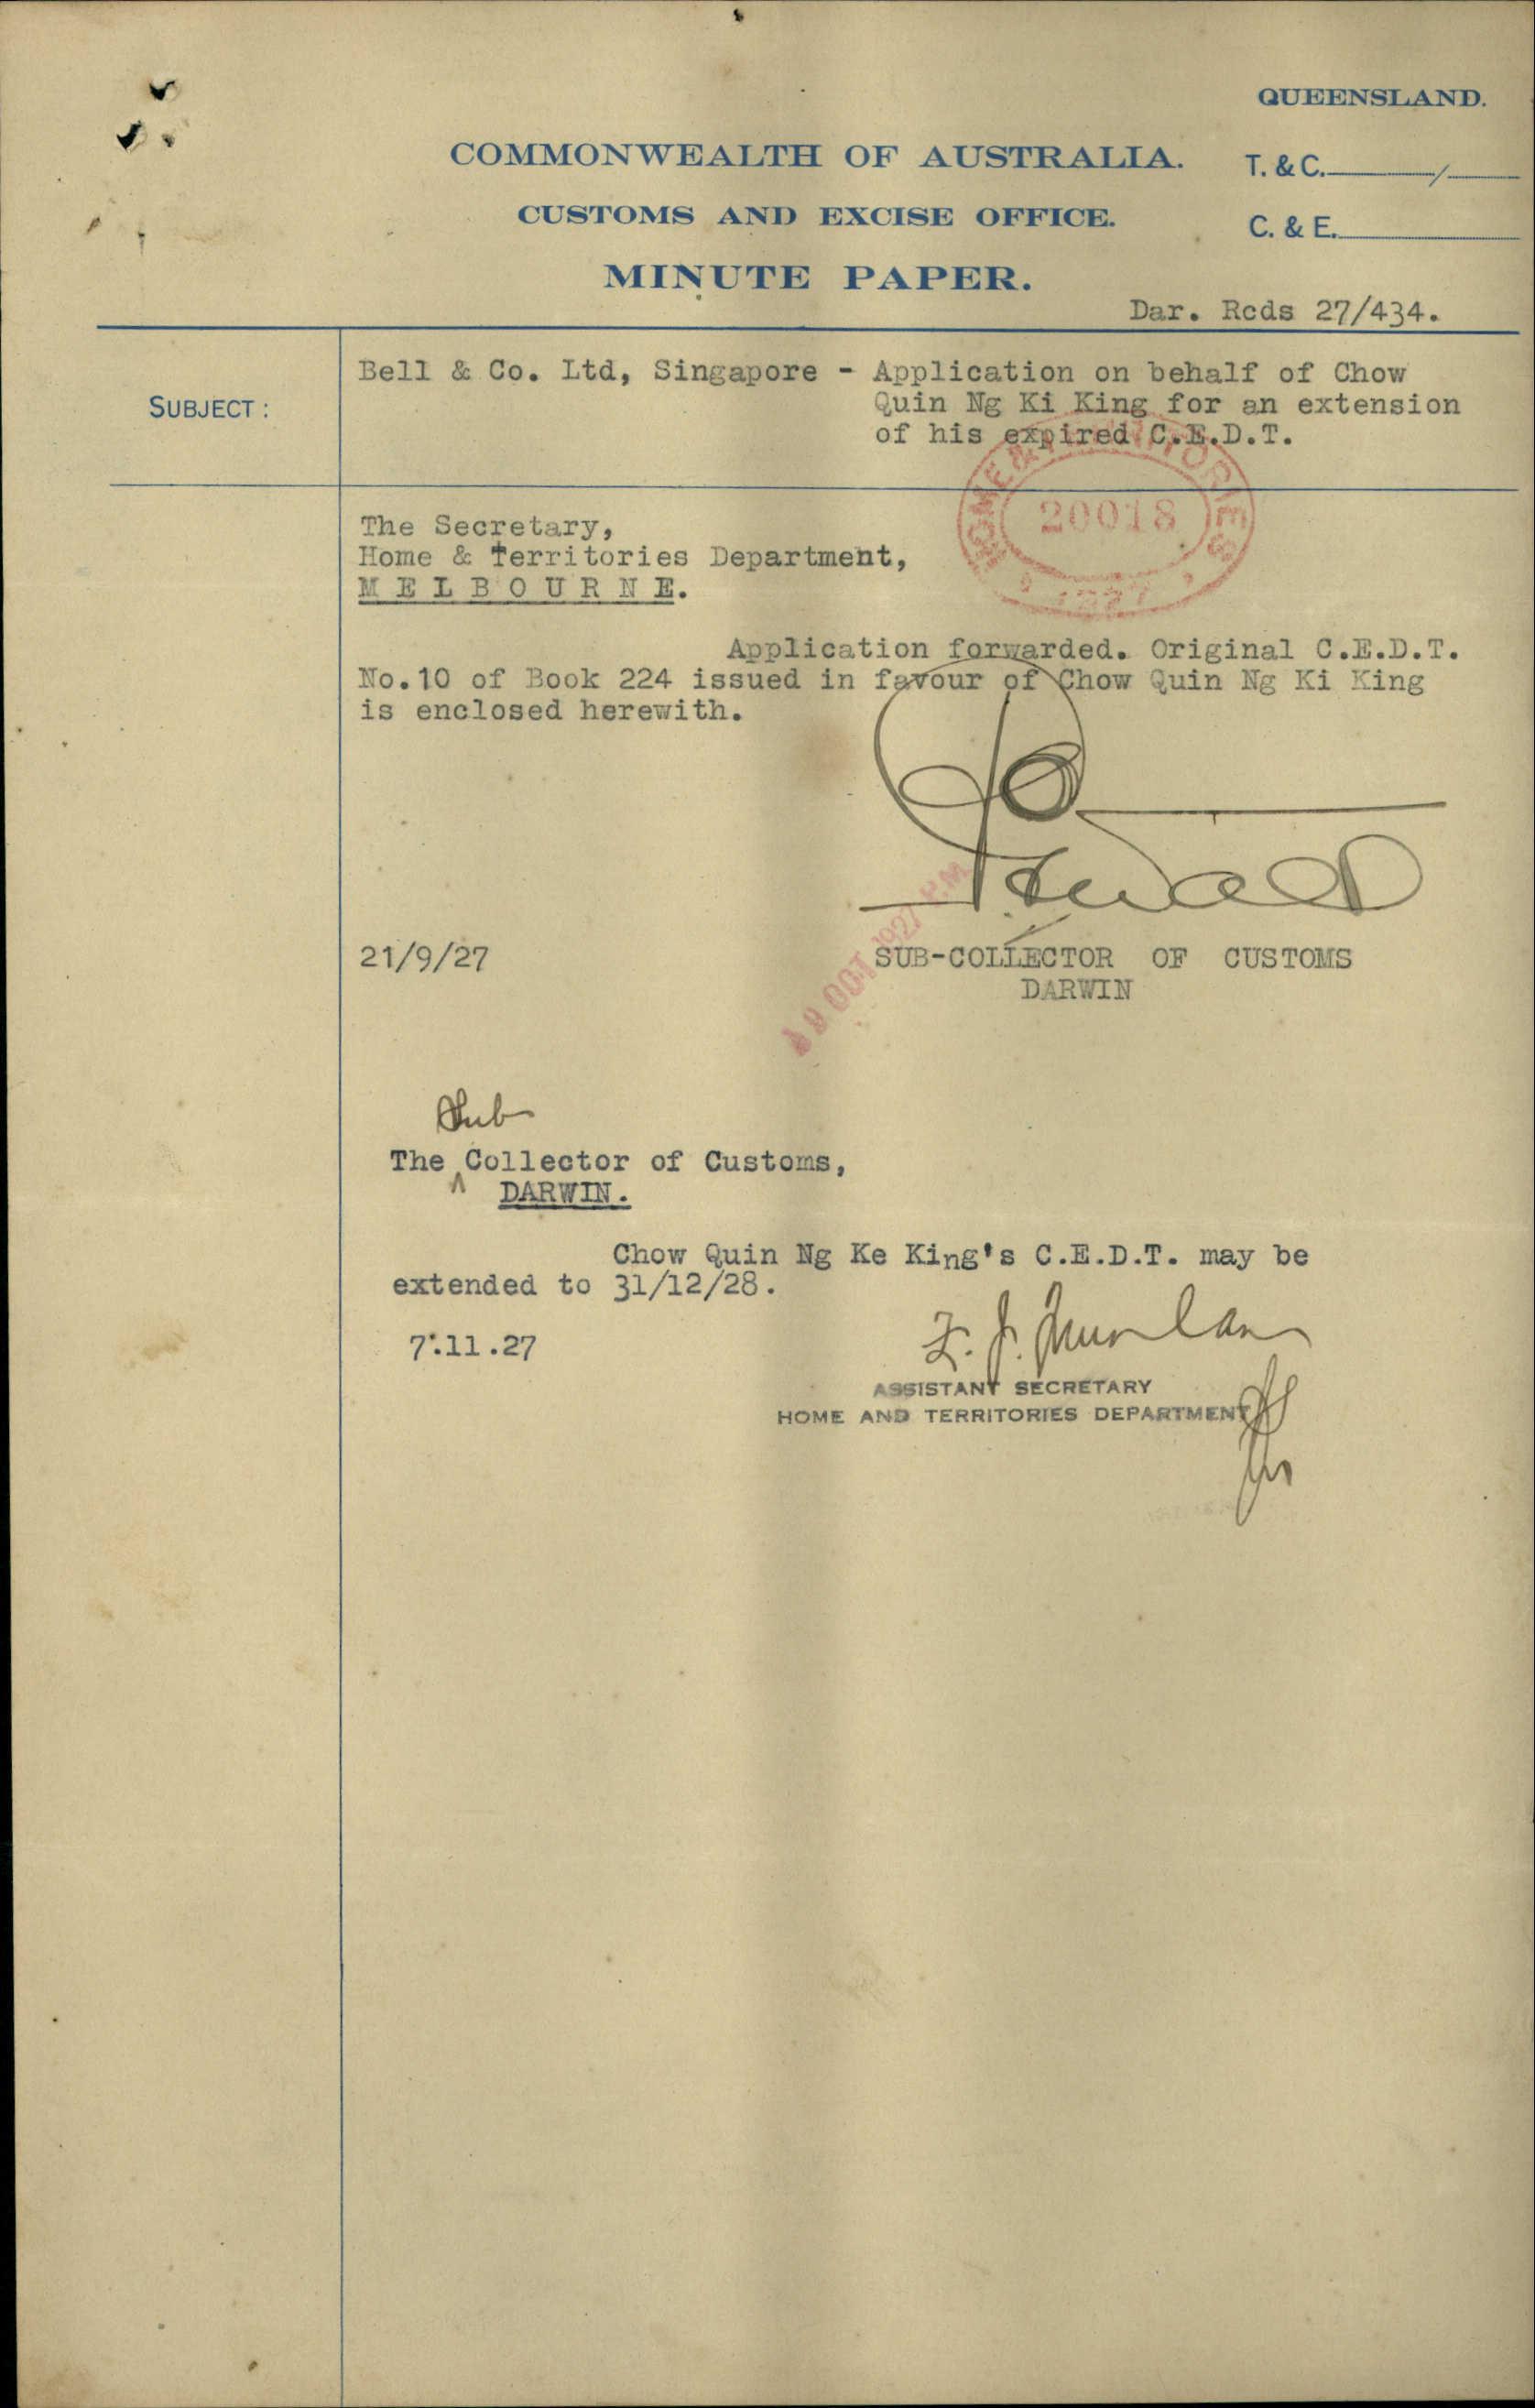 QUEENSLAND.
COMMONWEALTH OF AUSTRALIA.
T. & C. /
CUSTOMS AND EXCISE OFFICE.
C. & E.
MINUTE PAPER.
Dar. Rcds 27/434.
SUBJECT:
Bell & Co. Ltd, Singapore - Application on behalf of Chow
Quin Ng Ki King for an extension
of his expired C.E.D.T.
HOME & TERRITORIES
20018
1927
The Secretary,
Home & Territories Department,
MELBOURNE.
Application forwarded. Original C.E.D.T.
No.10 of Book 224 issued in favour of Chow Quin Ng Ki King
is enclosed herewith.
OCT 1927 P.M
21/9/27
SUB-COLLECTOR OF CUSTOMS
DARWIN
Sub
The ^ Collector of Customs,
DARWIN.
Chow Quin Ng Ke King's C.E.D.T. may be
extended to 31/12/28.
7.11.27
ASSISTANT SECRETARY
HOME AND TERRITORIES DEPARTMENT